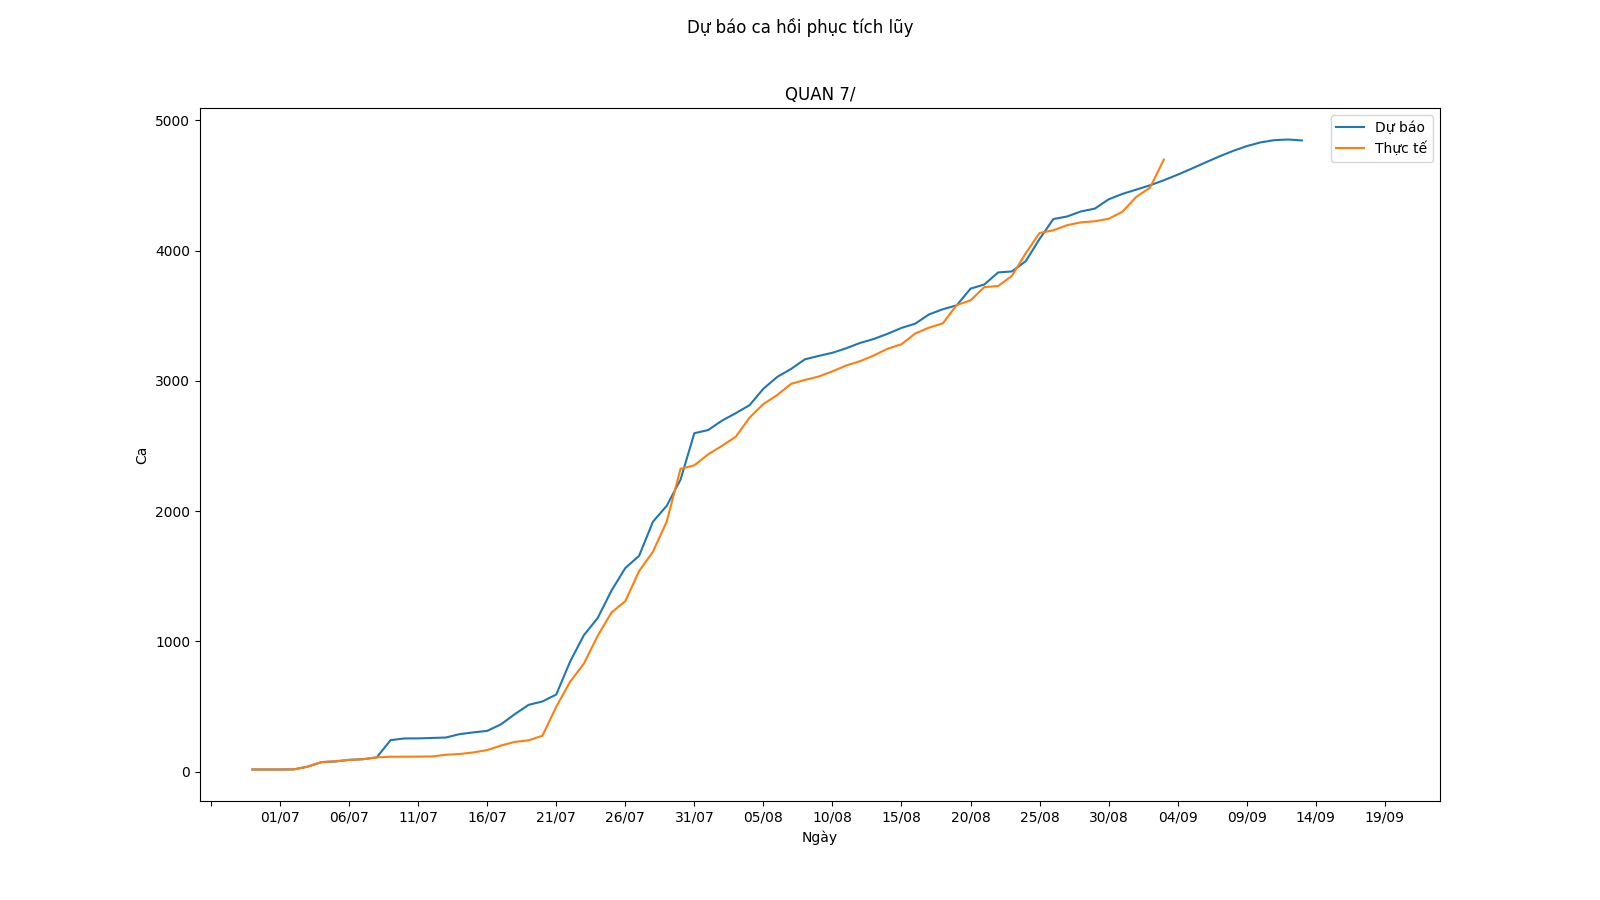 Dự báo ca hồi phục tích lũy
QUAN 7/
Dự báo
Thực tế
5000
4000
3000
2000
1000
0
Ca
01/07 06/07 11/07 16/07 21/07 26/07 31/07 05/08 10/08 15/08 20/08 25/08 30/08 04/09 09/09 14/09 19/09
Ngày